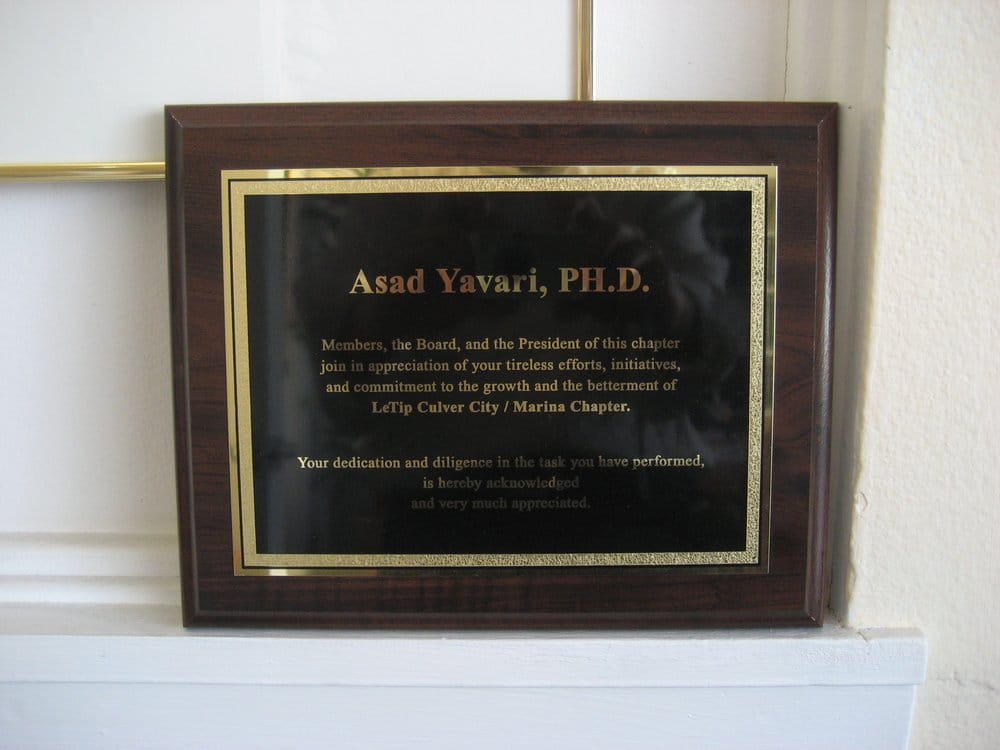 Asad Yavari, PH.D.
Members, the Board, and the President of this chapter
join in appreciation of your tireless efforts, initiatives,
and commitment to the growth and the betterment of
LeTip Culver City / Marina Chapter.
Your dedication and diligence in the task you have performed,
is hereby acknowledged
and very much appreciated.